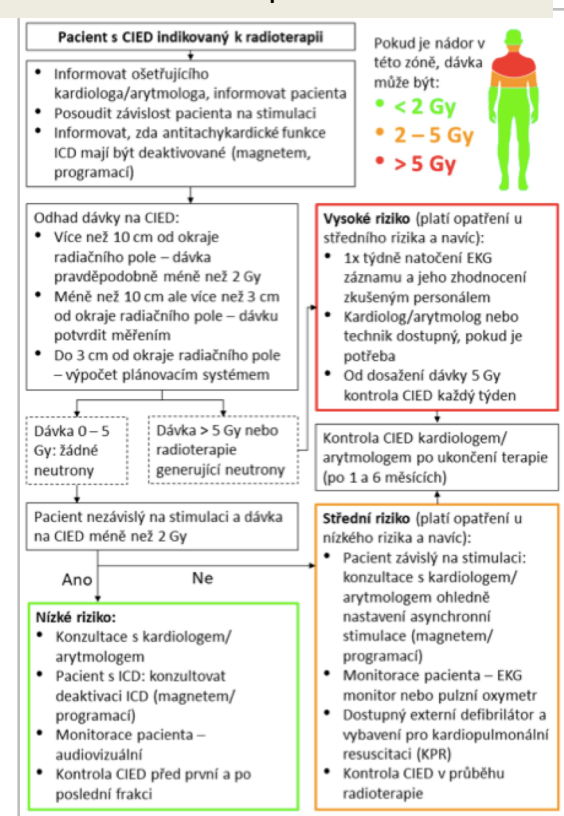 Pacient s CIED indikovaný k radioterapii
• Informovat ošetřujícího
kardiologa/arytmologa, informovat pacienta
• Posoudit závislost pacienta na stimulaci
• Informovat, zda antitachykardické funkce
ICD mají být deaktivované (magnetem,
programací)
Pokud je nádor v
této zóně, dávka
může být:
• < 2 Gy
• 2 – 5 Gy
• > 5 Gy
Odhad dávky na CIED:
• Více než 10 cm od okraje
radiačního pole – dávka
pravděpodobně méně než 2 Gy
• Méně než 10 cm ale více než 3 cm
od okraje radiačního pole – dávku
potvrdit měřením
• Do 3 cm od okraje radiačního pole
– výpočet plánovacím systémem
Dávka 0 – 5
Gy: žádné
neutrony
Dávka > 5 Gy nebo
radioterapie
generující neutrony
Pacient nezávislý na stimulaci a dávka
na CIED méně než 2 Gy
Ano
Ne
Nízké riziko:
• Konzultace s kardiologem/
arytmologem
• Pacient s ICD: konzultovat
deaktivaci ICD (magnetem/
programací)
• Monitorace pacienta –
audiovizuální
• Kontrola CIED před první a po
poslední frakci
Vysoké riziko (platí opatření u
středního rizika a navíc):
• 1x týdně natočení EKG
záznamu a jeho zhodnocení
zkušeným personálem
• Kardiolog/arytmolog nebo
technik dostupný, pokud je
potřeba
• Od dosažení dávky 5 Gy
kontrola CIED každý týden
Kontrola CIED kardiologem/
arytmologem po ukončení terapie
(po 1 a 6 měsících)
Střední riziko (platí opatření u
nízkého rizika a navíc):
• Pacient závislý na stimulaci:
konzultace s kardiologem/
arytmologem ohledně
nastavení asynchronní
stimulace (magnetem/
programací)
• Monitorace pacienta – EKG
monitor nebo pulzní oxymetr
• Dostupný externí defibrilátor a
vybavení pro kardiopulmonální
resuscitaci (KPR)
• Kontrola CIED v průběhu
radioterapie